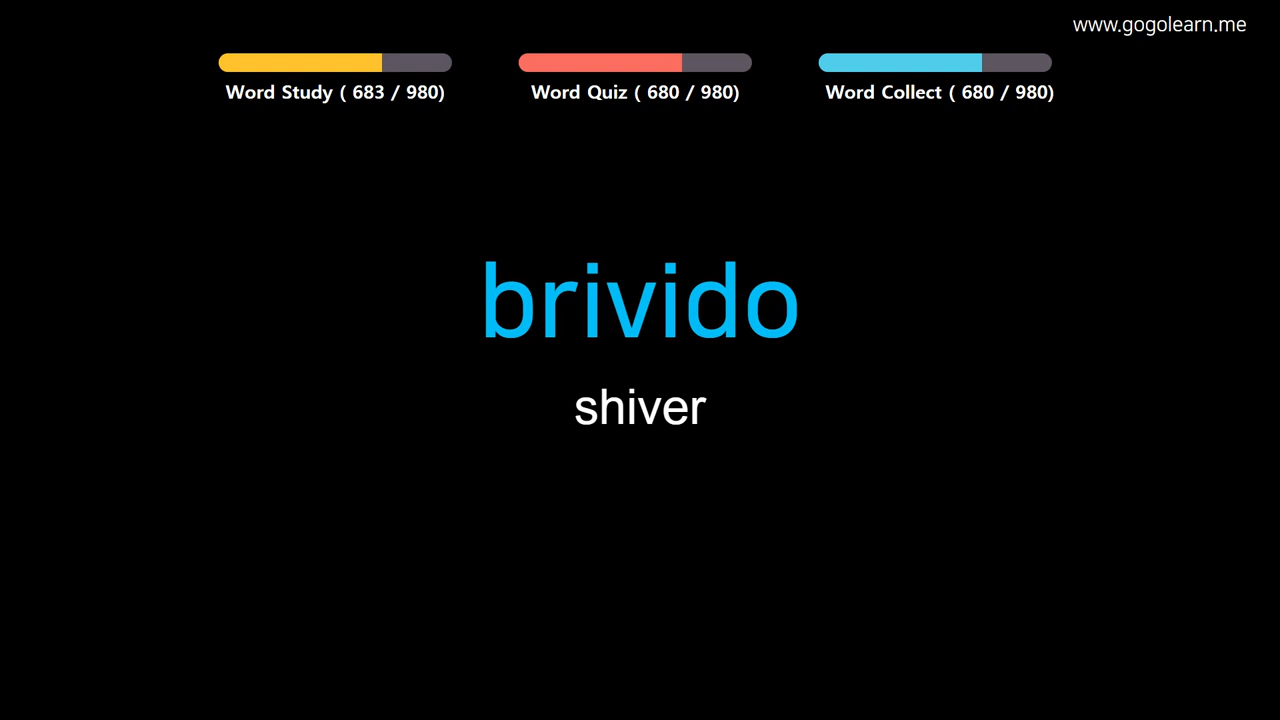 www.gogolearn.me
Word Study ( 683 / 980)
Word Quiz ( 680 / 980)
Word Collect ( 680 / 980)
brivido
shiver